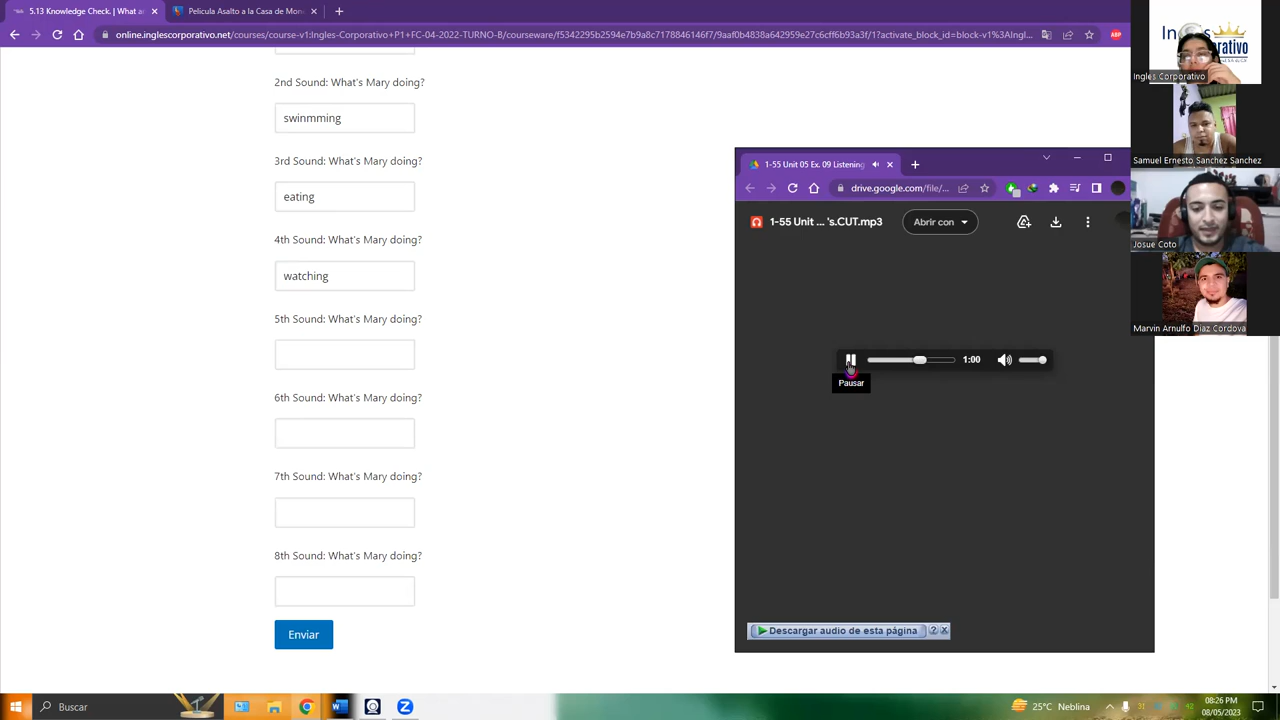 5.13 Knowledge Check. | What ar
Pelicula Asalto a la Casa de Mon
online.inglescorporativo.net/courses/course-v1:Ingles-Corporativo+P1+FC-04-2022-TURNO-B/courseware/f5342295b2594e7b9a8c7178846146f7/9aaf0b4838a642959e27c6cff6b93a3f/1?activate_block_id=block-v1%3AIngl...
ABP
2nd Sound: What's Mary doing?
swinmming
3rd Sound: What's Mary doing?
eating
4th Sound: What's Mary doing?
watching
5th Sound: What's Mary doing?
6th Sound: What's Mary doing?
7th Sound: What's Mary doing?
8th Sound: What's Mary doing?
Enviar
1-55 Unit 05 Ex. 09 Listening
drive.google.com/file/...
1-55 Unit ... 's.CUT.mp3
Abrir con
1:00
Pausar
Descargar audio de esta página
Ingles Corporativo
Samuel Ernesto Sanchez Sanchez
Josue Coto
Marvin Arnulfo Diaz Cordova
Buscar
25°C Neblina
08:26 PM
08/05/2023